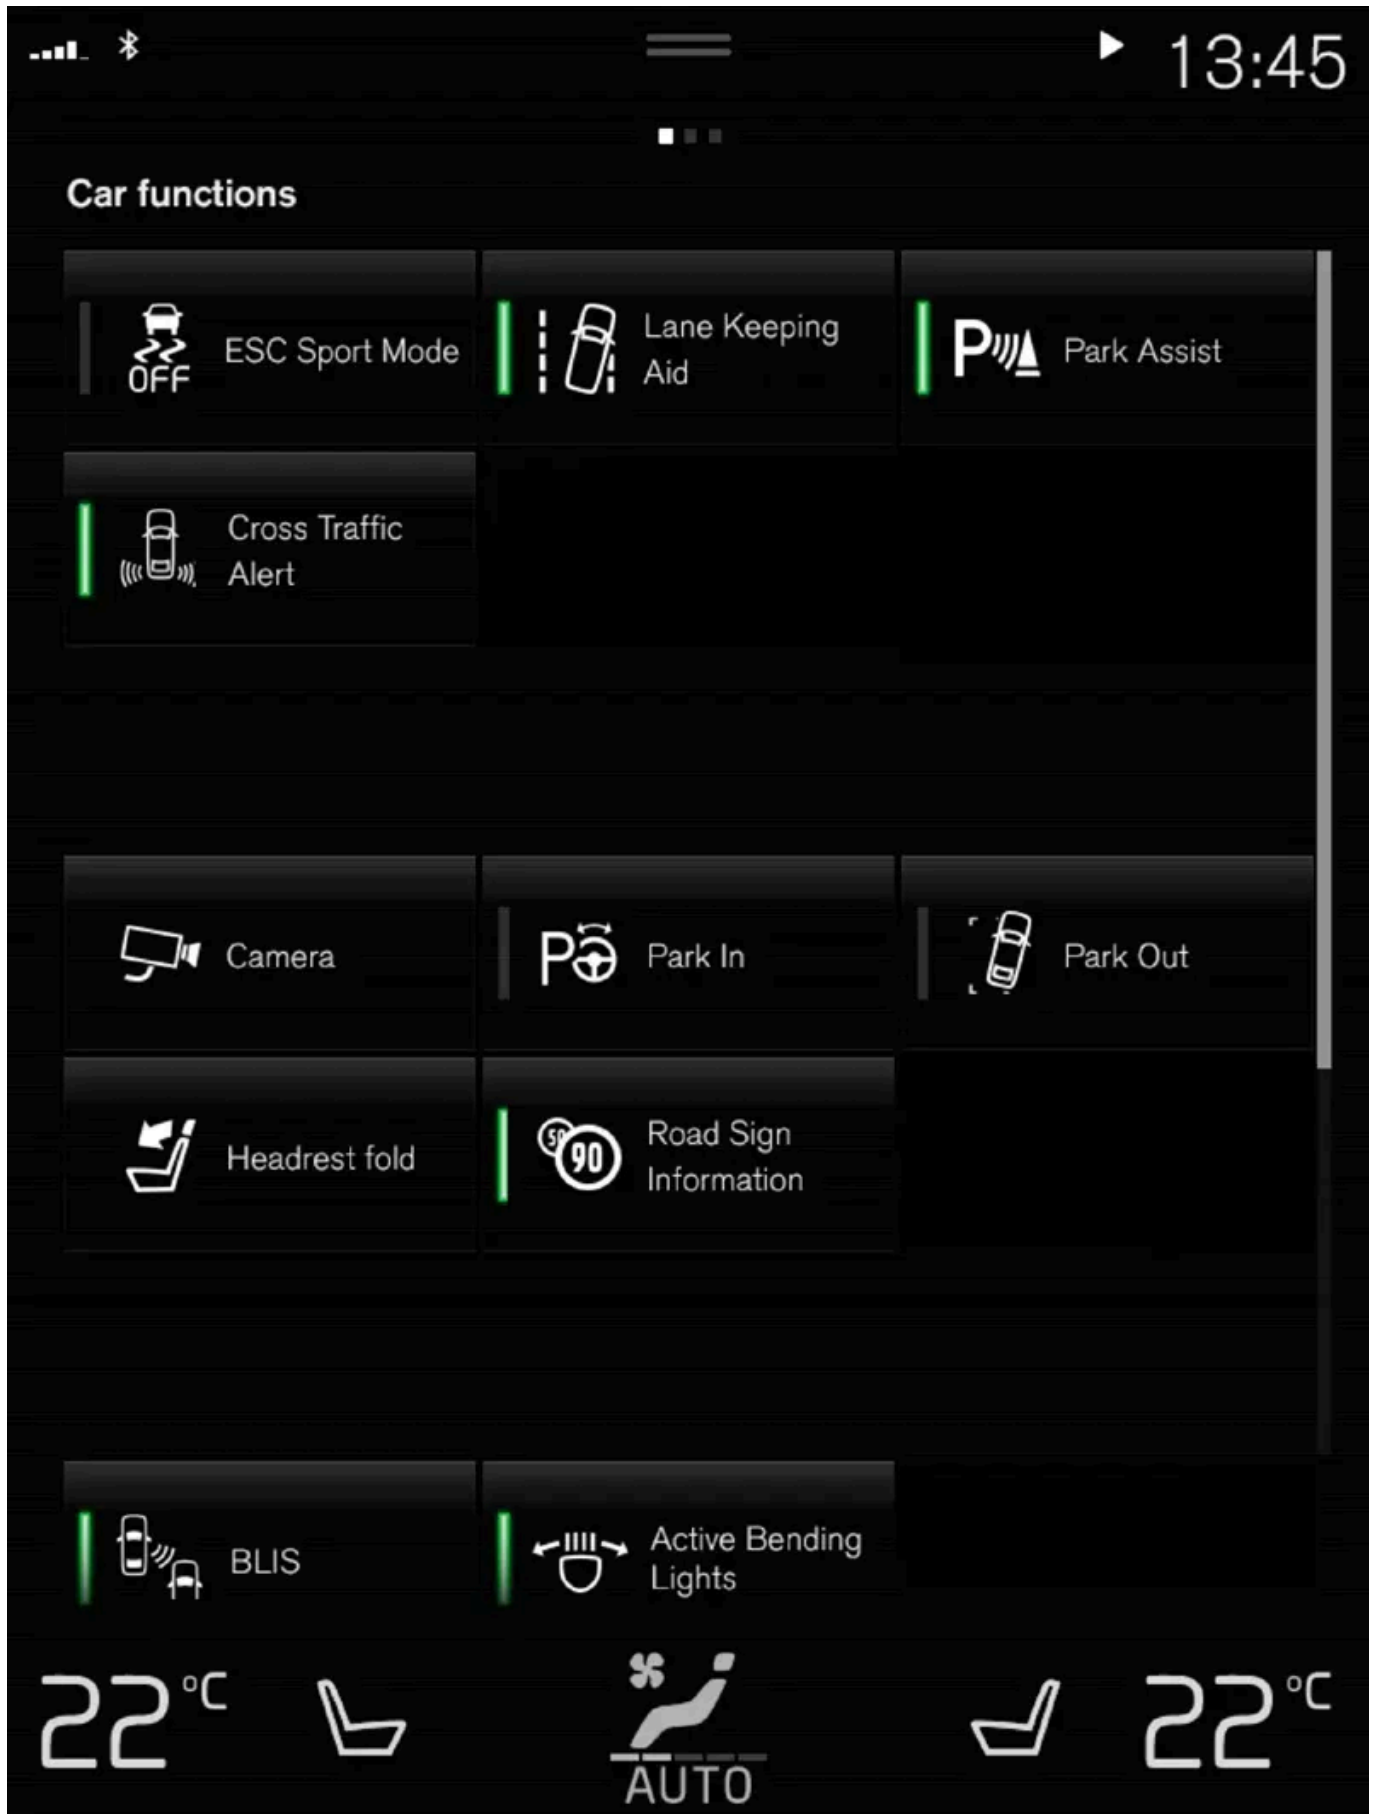 13:45
Car functions
OFF
ESC Sport Mode
Lane Keeping
Aid
P
Park Assist
Cross Traffic
Alert
Camera
P
Park In
Park Out
Headrest fold
50
90
Road Sign
Information
BLIS
Active Bending
Lights
22°C
AUTO
22°C